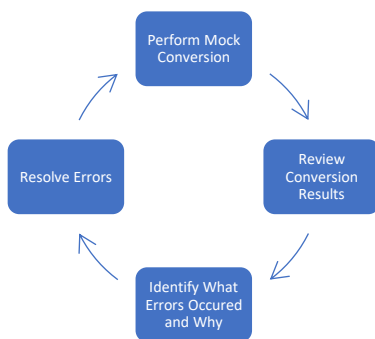 Perform Mock
Conversion
Review
Conversion
Results
Identify What
Errors Occured
and Why
Resolve Errors